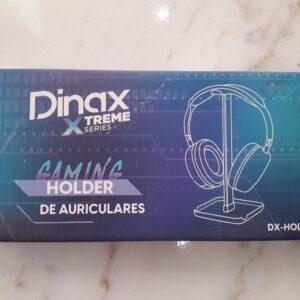 Dinax
XTREME
SERIES
GAMING
HOLDER
DE AURICULARES
DX-HOL